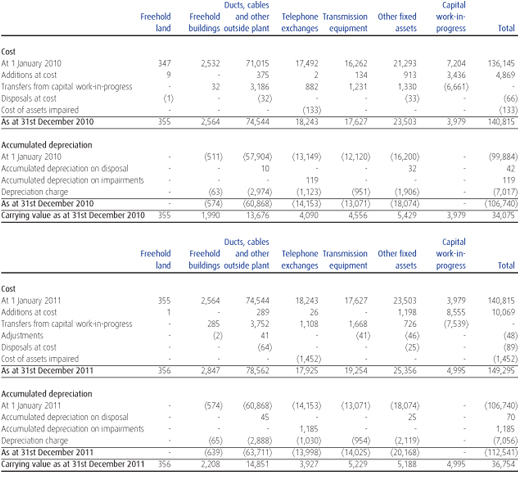 Ducts, cables Capital
Freehold Freehold and other Telephone Transmission Other fixed work-in-
land buildings outside plant exchanges equipment assets progress Total
Cost
At 1 January 2010 347 2,532 71,015 17,492 16,262 21,293 7,204 136,145
Additions at cost 9 - 375 2 134 913 3,436 4,869
Transfers from capital work-in-progress - 32 3,186 882 1,231 1,330 (6,661) -
Disposals at cost (1) - (32) - - (33) - (66)
Cost of assets impaired - - - (133) - - - (133)
As at 31st December 2010 355 2,564 74,544 18,243 17,627 23,503 3,979 140,815
Accumulated depreciation
At 1 January 2010 - (511) (57,904) (13,149) (12,120) (16,200) - (99,884)
Accumulated depreciation on disposal - - 10 - - 32 - 42
Accumulated depreciation on impairments - - - 119 - - - 119
Depreciation charge - (63) (2,974) (1,123) (951) (1,906) - (7,017)
As at 31st December 2010 - (574) (60,868) (14,153) (13,071) (18,074) - (106,740)
Carrying value as at 31st December 2010 355 1,990 13,676 4,090 4,556 5,429 3,979 34,075
Ducts, cables Capital
Freehold Freehold and other Telephone Transmission Other fixed work-in-
land buildings outside plant exchanges equipment assets progress Total
Cost
At 1 January 2011 355 2,564 74,544 18,243 17,627 23,503 3,979 140,815
Additions at cost 1 - 289 26 - 1,198 8,555 10,069
Transfers from capital work-in-progress - 285 3,752 1,108 1,668 726 (7,539) -
Adjustments - (2) 41 - (41) (46) - (48)
Disposals at cost - - (64) - - (25) - (89)
Cost of assets impaired - - - (1,452) - - - (1,452)
As at 31st December 2011 356 2,847 78,562 17,925 19,254 25,356 4,995 149,295
Accumulated depreciation
At 1 January 2011 - (574) (60,868) (14,153) (13,071) (18,074) - (106,740)
Accumulated depreciation on disposal - - 45 - - 25 - 70
Accumulated depreciation on impairments - - - 1,185 - - - 1,185
Depreciation charge - (65) (2,888) (1,030) (954) (2,119) - (7,056)
As at 31st December 2011 - (639) (63,711) (13,998) (14,025) (20,168) - (112,541)
Carrying value as at 31st December 2011 356 2,208 14,851 3,927 5,229 5,188 4,995 36,754